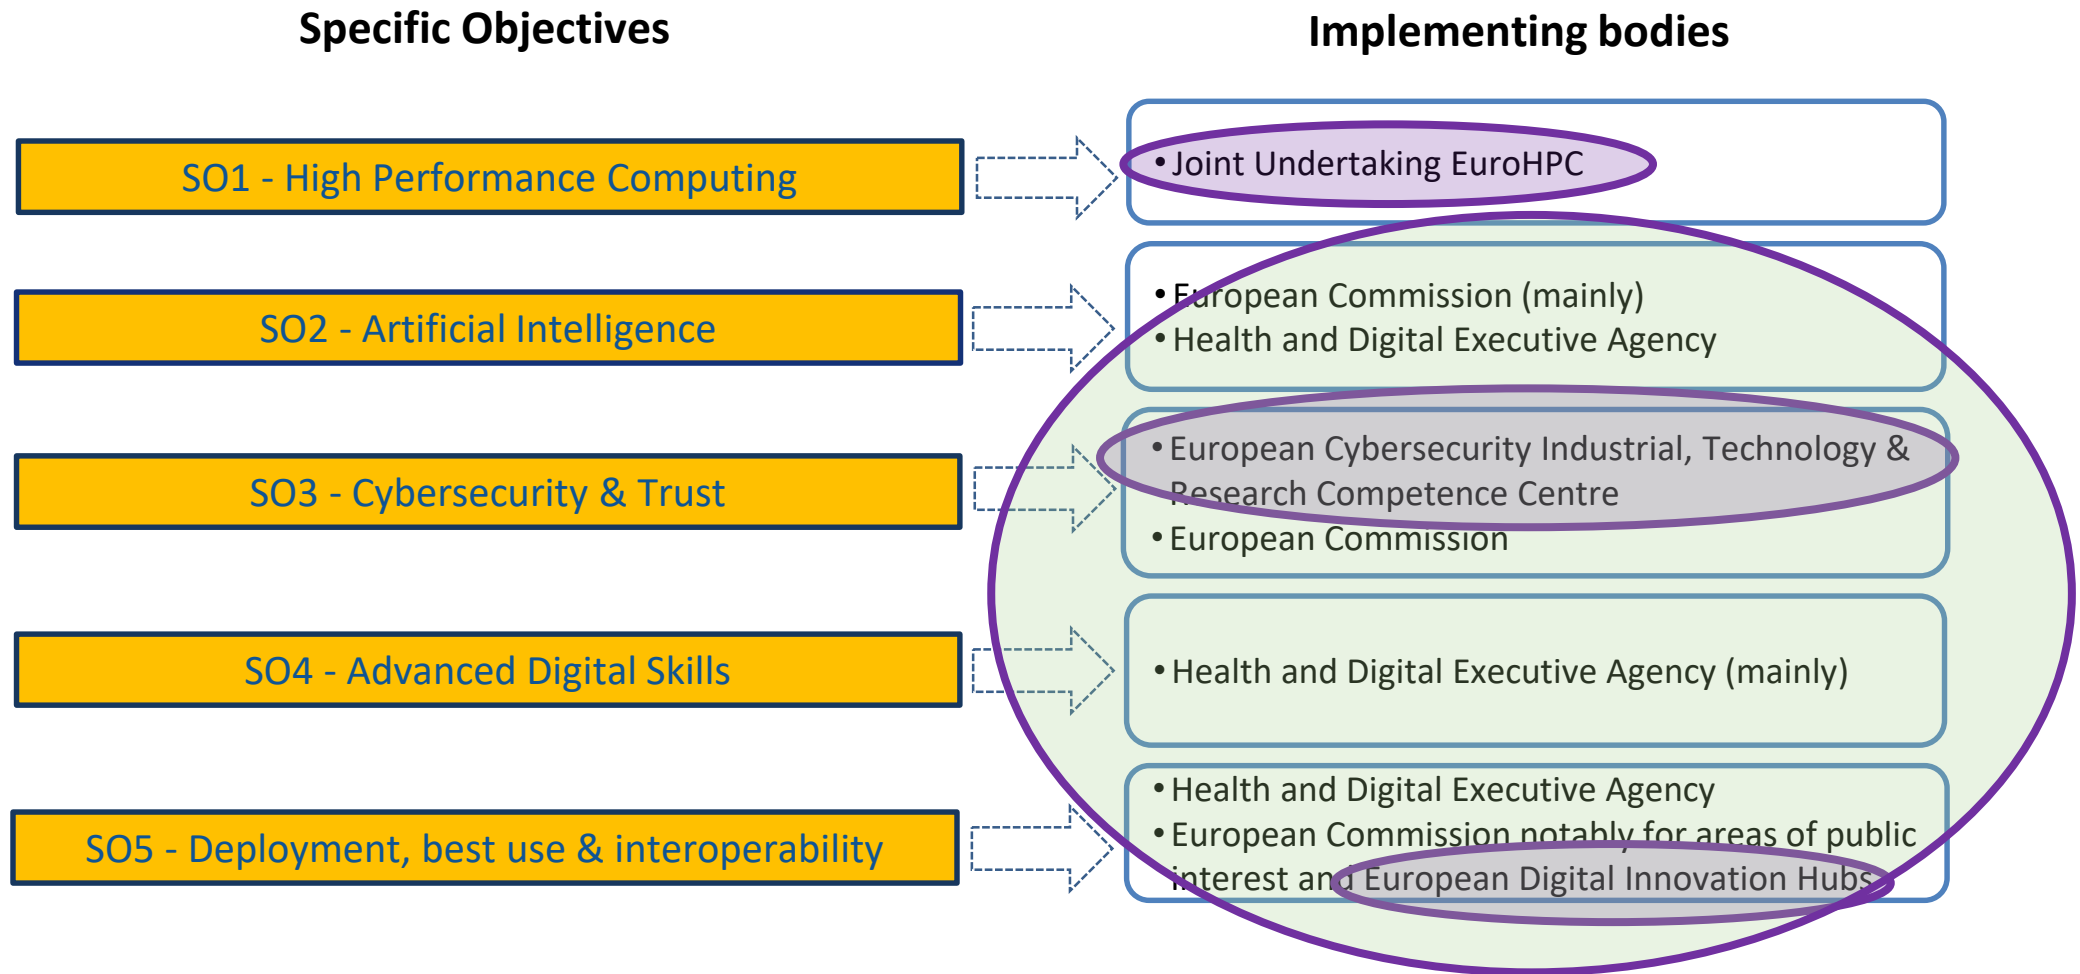 Specific Objectives
Implementing bodies
SO1 - High Performance Computing
• Joint Undertaking EuroHPC
SO2 - Artificial Intelligence
• European Commission (mainly)
• Health and Digital Executive Agency
SO3 - Cybersecurity & Trust
• European Cybersecurity Industrial, Technology &
Research Competence Centre
• European Commission
SO4 - Advanced Digital Skills
• Health and Digital Executive Agency (mainly)
SO5 - Deployment, best use & interoperability
• Health and Digital Executive Agency
• European Commission notably for areas of public
interest and European Digital Innovation Hubs